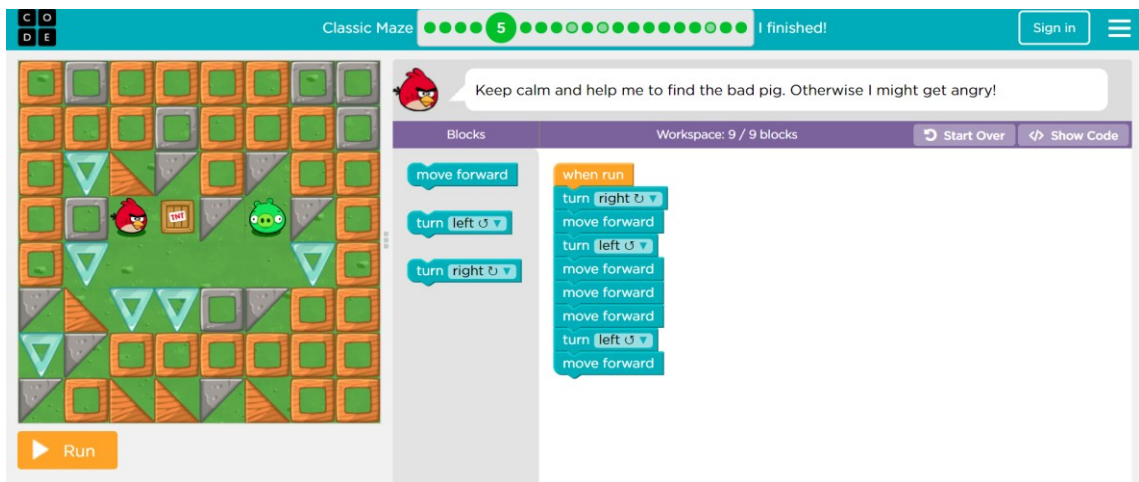 C O
D E
Classic Maze 5 I finished!
Sign in
Keep calm and help me to find the bad pig. Otherwise I might get angry!
Blocks
Workspace: 9 / 9 blocks
Start Over
</> Show Code
move forward
turn left ↺ ▼
turn right ↻ ▼
when run
turn right ↻ ▼
move forward
turn left ↺ ▼
move forward
move forward
move forward
turn left ↺ ▼
move forward
TNT
Run